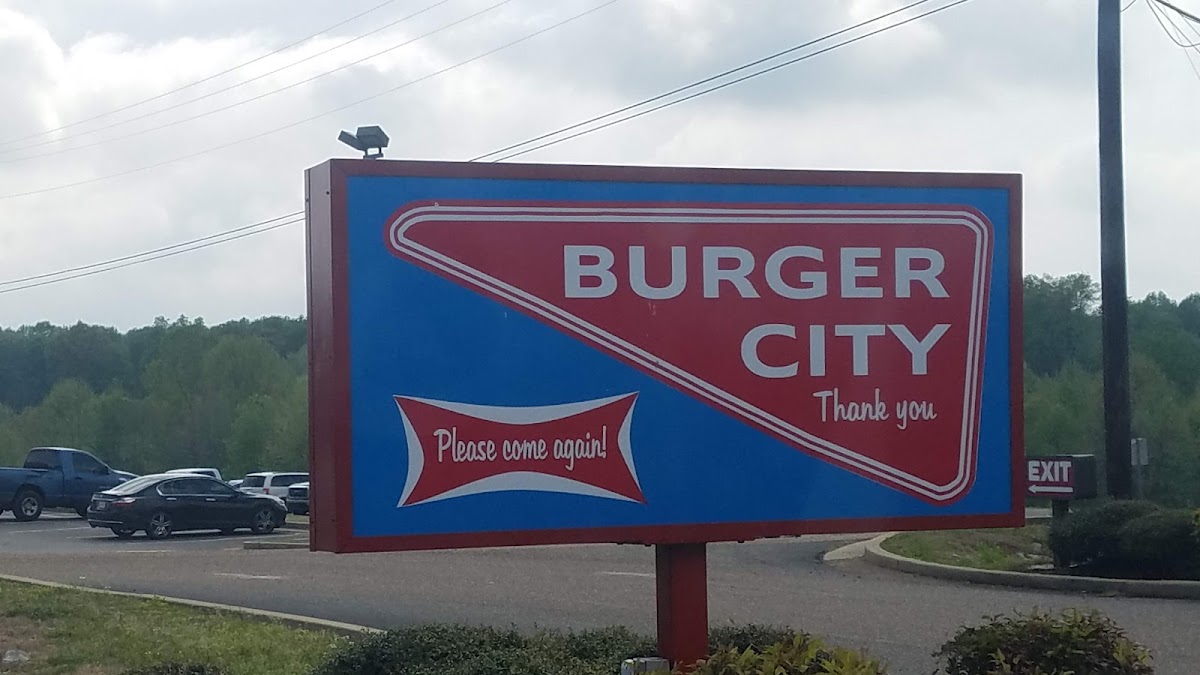 BURGER
CITY
Thank you
Please come again!
EXIT